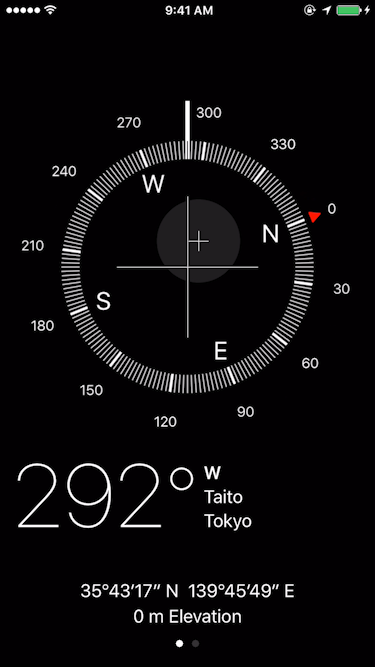 9:41 AM
300
270
330
240
W
0
N
210
30
S
180
E
60
150
90
120
292° W
Taito
Tokyo
35°43’17” N 139°45’49” E
0 m Elevation